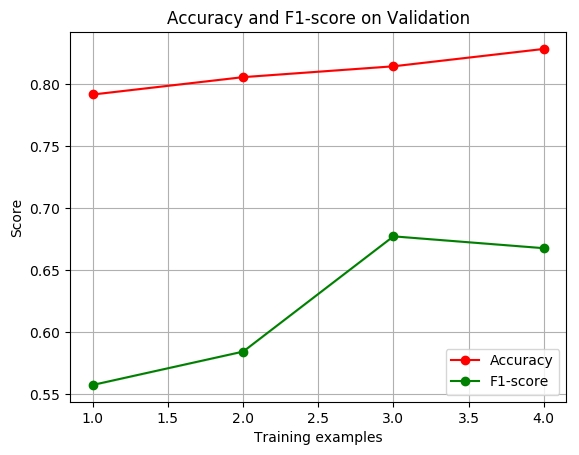 Accuracy and F1-score on Validation
Score
0.80
0.75
0.70
0.65
0.60
0.55
Accuracy
F1-score
1.0 1.5 2.0 2.5 3.0 3.5 4.0
Training examples